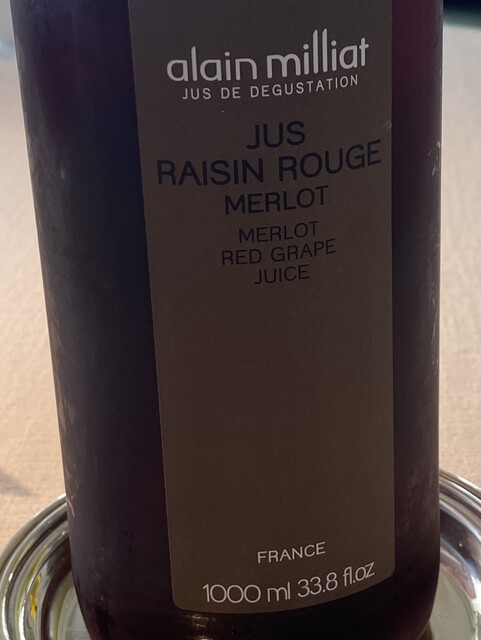 alain milliat
JUS DE DEGUSTATION
JUS
RAISIN ROUGE
MERLOT
MERLOT
RED GRAPE
JUICE
FRANCE
1000 ml 33.8 fl.oz